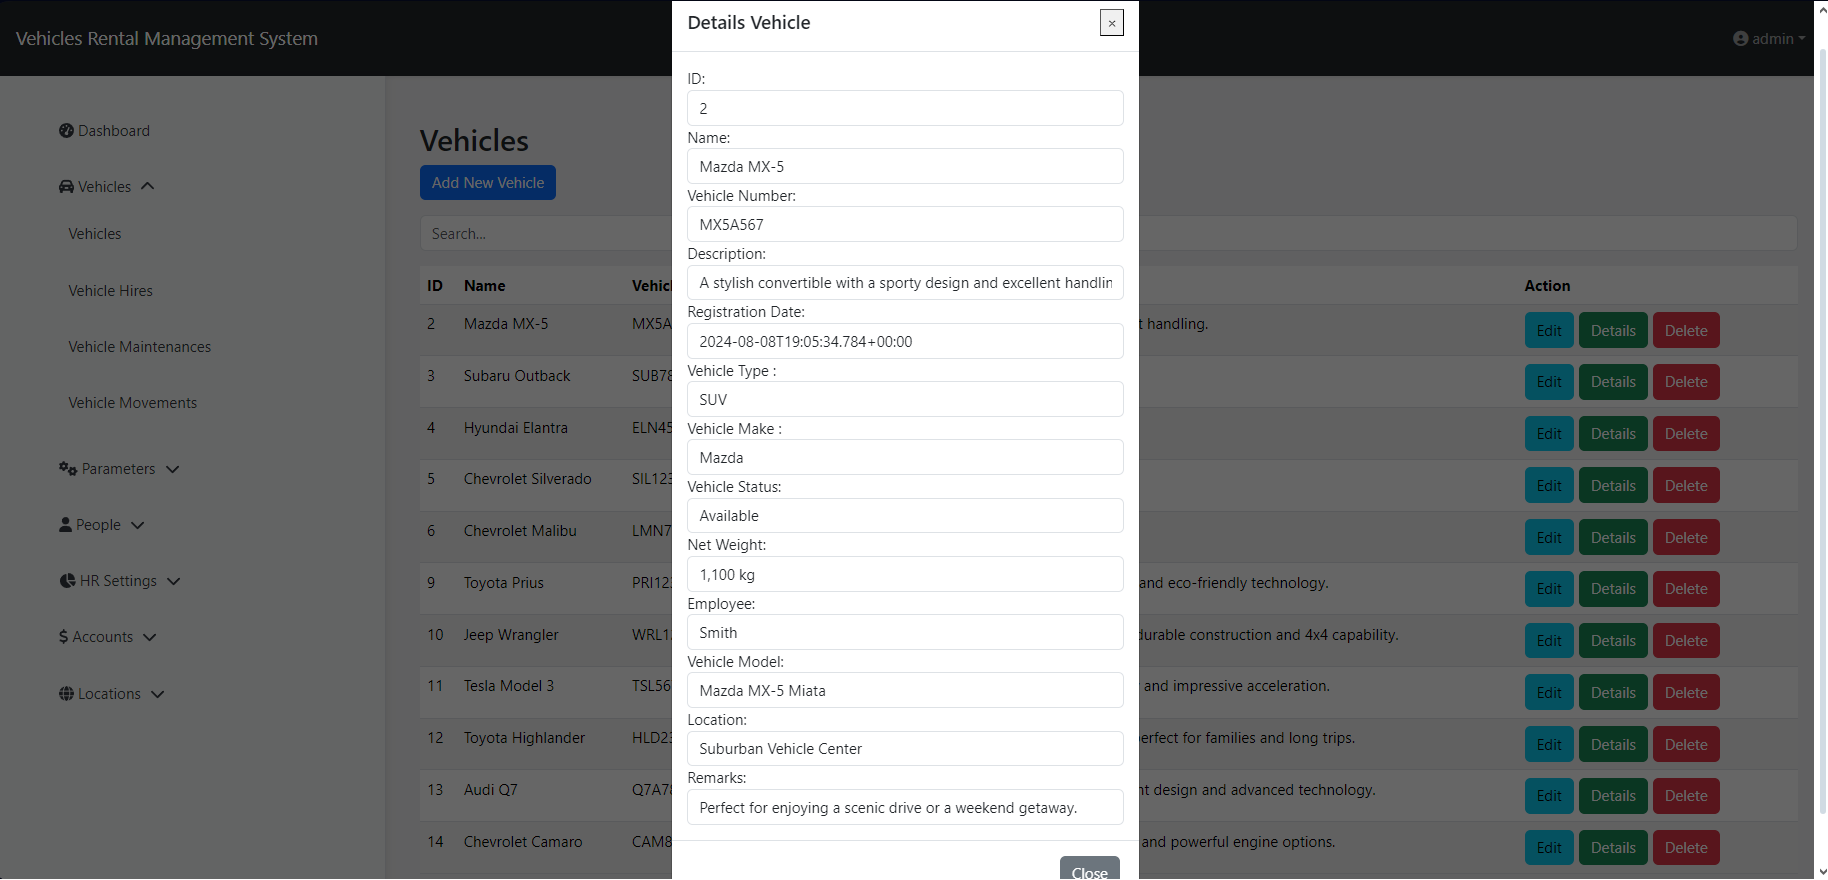 Vehicles Rental Management System
admin
Dashboard
Vehicles
Vehicles
Vehicle Hires
Vehicle Maintenances
Vehicle Movements
Parameters
People
HR Settings
Accounts
Locations
Vehicles
Add New Vehicle
Search...
ID Name Vehicl Action
2 Mazda MX-5 MX5A t handling. Edit Details Delete
3 Subaru Outback SUB78 Edit Details Delete
4 Hyundai Elantra ELN45 Edit Details Delete
5 Chevrolet Silverado SIL123 Edit Details Delete
6 Chevrolet Malibu LMN7 Edit Details Delete
9 Toyota Prius PRI123 and eco-friendly technology. Edit Details Delete
10 Jeep Wrangler WRL1 durable construction and 4x4 capability. Edit Details Delete
11 Tesla Model 3 TSL56 and impressive acceleration. Edit Details Delete
12 Toyota Highlander HLD23 erfect for families and long trips. Edit Details Delete
13 Audi Q7 Q7A78 nt design and advanced technology. Edit Details Delete
14 Chevrolet Camaro CAM8 and powerful engine options. Edit Details Delete
Details Vehicle ×
ID:
2
Name:
Mazda MX-5
Vehicle Number:
MX5A567
Description:
A stylish convertible with a sporty design and excellent handlin
Registration Date:
2024-08-08T19:05:34.784+00:00
Vehicle Type :
SUV
Vehicle Make :
Mazda
Vehicle Status:
Available
Net Weight:
1,100 kg
Employee:
Smith
Vehicle Model:
Mazda MX-5 Miata
Location:
Suburban Vehicle Center
Remarks:
Perfect for enjoying a scenic drive or a weekend getaway.
Close